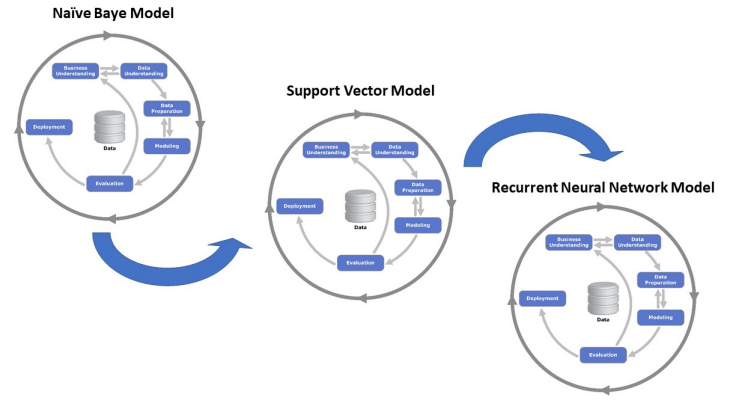 Naïve Baye Model
Business
Understanding
Data
Understanding
Data
Preparation
Modeling
Evaluation
Deployment
Data
Support Vector Model
Business
Understanding
Data
Understanding
Data
Preparation
Modeling
Evaluation
Deployment
Data
Recurrent Neural Network Model
Business
Understanding
Data
Understanding
Data
Preparation
Modeling
Evaluation
Deployment
Data